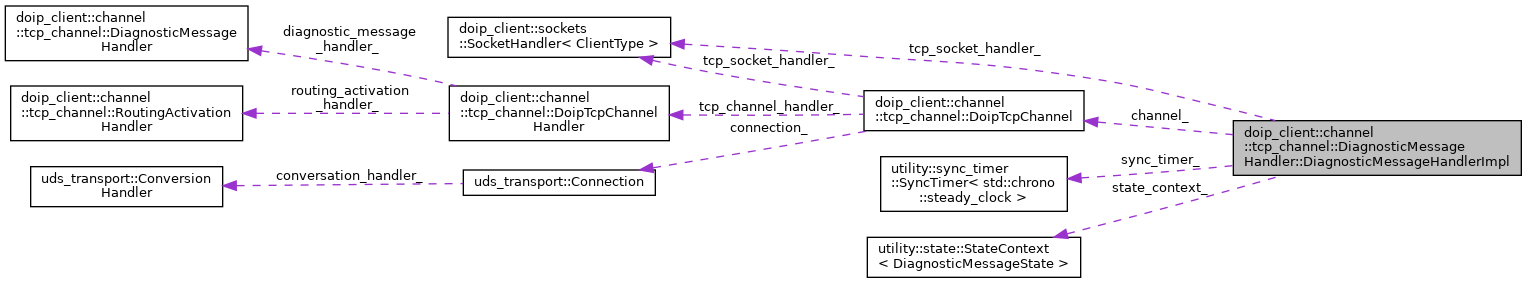 doip_client::channel
::tcp_channel::DiagnosticMessage
Handler
diagnostic_message
_handler_
doip_client::sockets
::SocketHandler< ClientType >
tcp_socket_handler_
tcp_socket_handler_
doip_client::channel
::tcp_channel::RoutingActivation
Handler
routing_activation
_handler_
doip_client::channel
::tcp_channel::DoipTcpChannel
Handler
tcp_channel_handler_
connection_
doip_client::channel
::tcp_channel::DoipTcpChannel
channel_
doip_client::channel
::tcp_channel::DiagnosticMessage
Handler::DiagnosticMessageHandlerImpl
uds_transport::Conversion
Handler
conversation_handler_
uds_transport::Connection
utility::sync_timer
::SyncTimer< std::chrono
::steady_clock >
sync_timer_
state_context_
utility::state::StateContext
< DiagnosticMessageState >